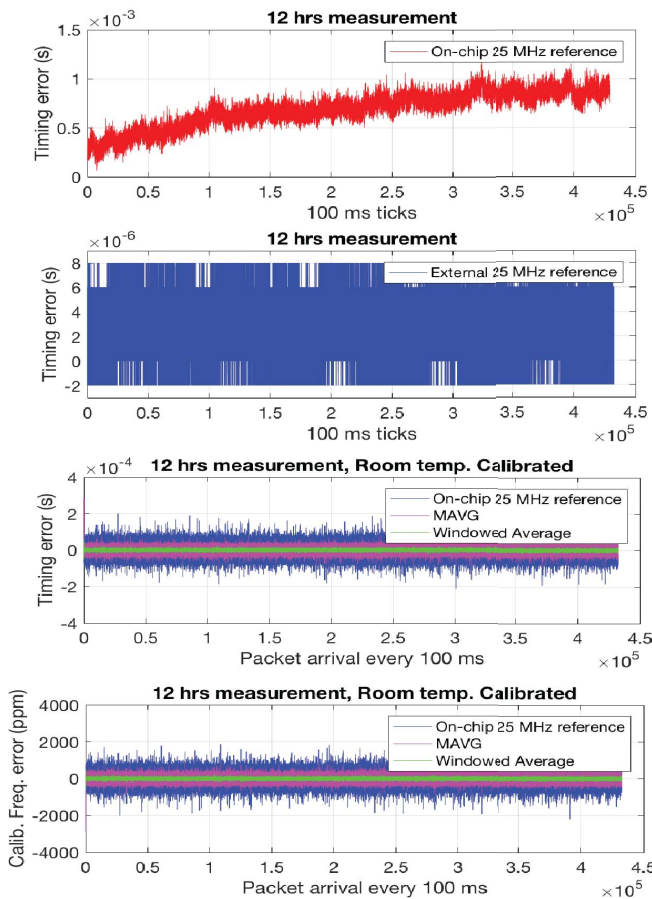 12 hrs measurement
×10-3
1.5
On-chip 25 MHz reference
1
Timing error (s)
0.5
0
0 0.5 1 1.5 2 2.5 3 3.5 4 4.5
100 ms ticks
×10^5
12 hrs measurement
×10-6
8
External 25 MHz reference
6
Timing error (s)
4
2
0
-2
0 0.5 1 1.5 2 2.5 3 3.5 4 4.5
100 ms ticks
×10^5
12 hrs measurement, Room temp. Calibrated
×10-4
4
On-chip 25 MHz reference
MAVG
Windowed Average
2
Timing error (s)
0
-2
-4
0 0.5 1 1.5 2 2.5 3 3.5 4 4.5
Packet arrival every 100 ms
×10^5
12 hrs measurement, Room temp. Calibrated
4000
On-chip 25 MHz reference
MAVG
Windowed Average
2000
Calib. Freq. error (ppm)
0
-2000
-4000
0 0.5 1 1.5 2 2.5 3 3.5 4 4.5
Packet arrival every 100 ms
×10^5